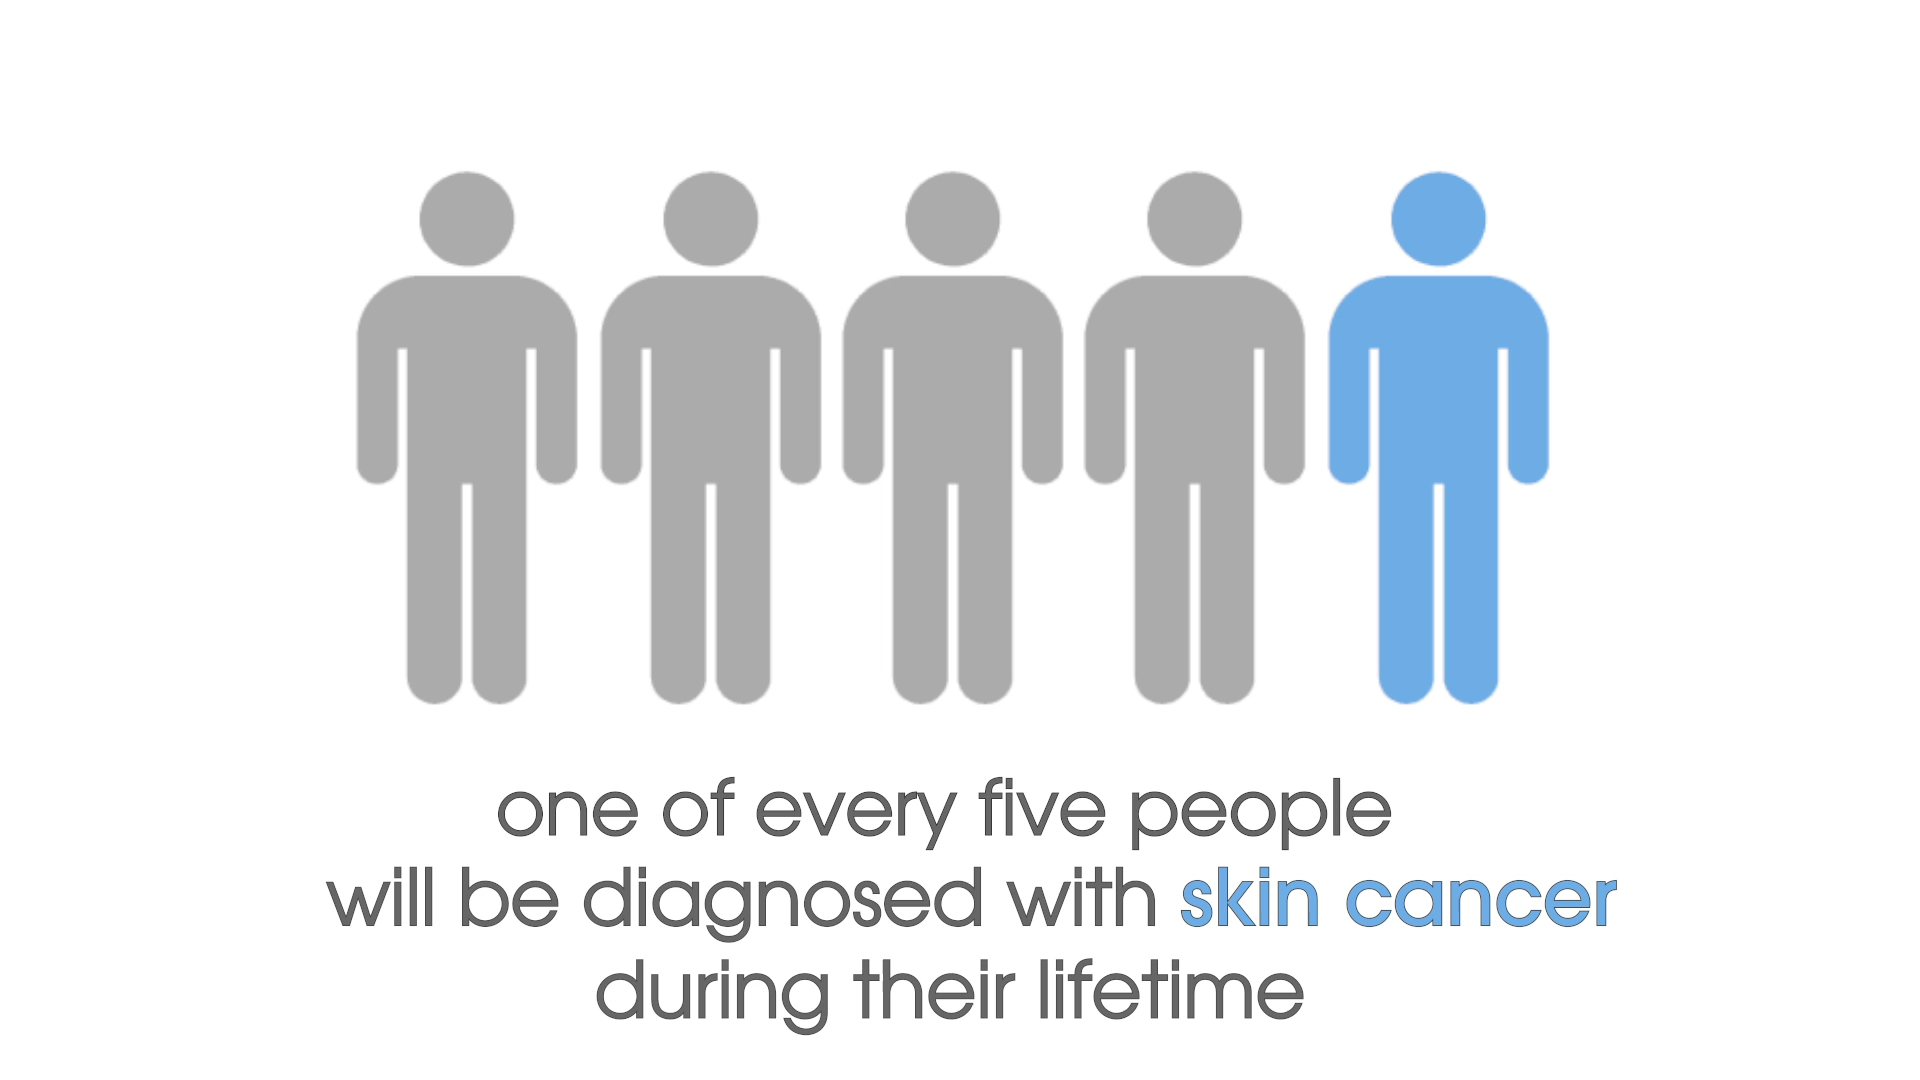 one of every five people
will be diagnosed with skin cancer
during their lifetime